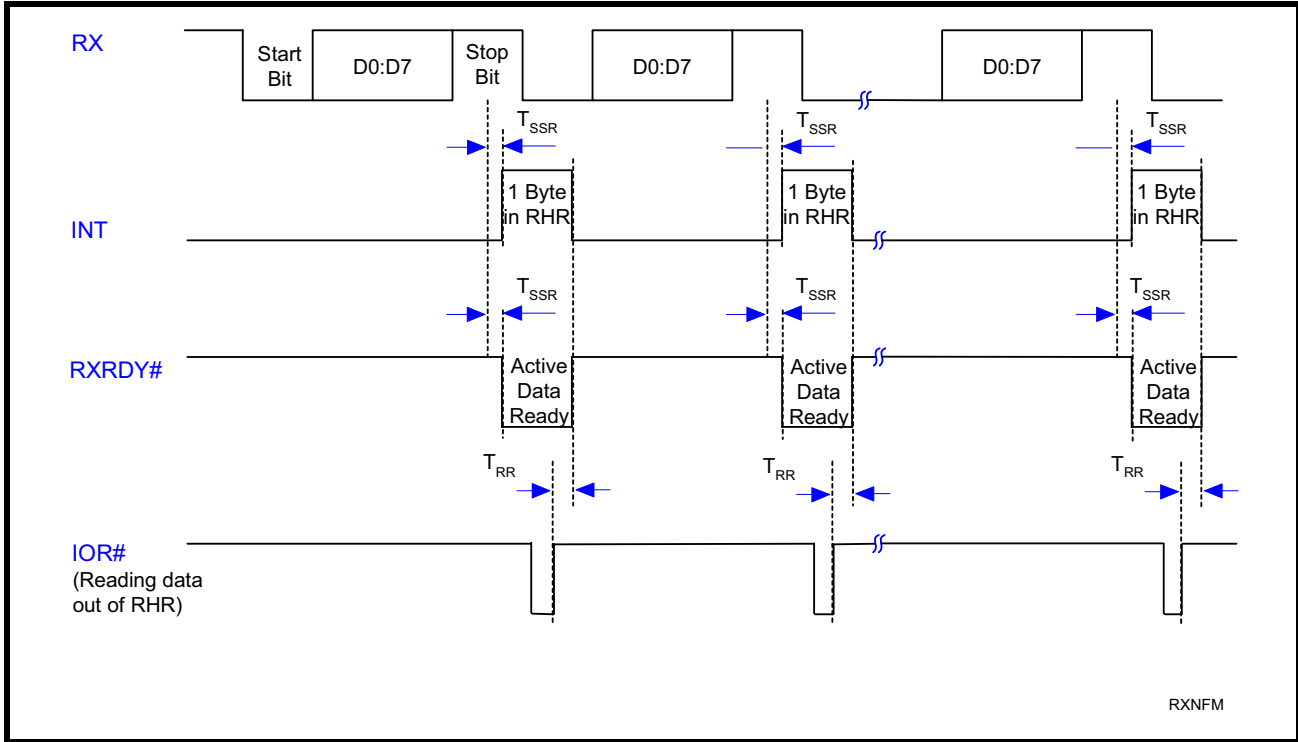 RX
Start
Bit
D0:D7
Stop
Bit
D0:D7
D0:D7
TSSR
TSSR
TSSR
INT
1 Byte
in RHR
1 Byte
in RHR
1 Byte
in RHR
TSSR
TSSR
TSSR
RXRDY#
Active
Data
Ready
Active
Data
Ready
Active
Data
Ready
TRR
TRR
TRR
IOR#
(Reading data
out of RHR)
RXNFM